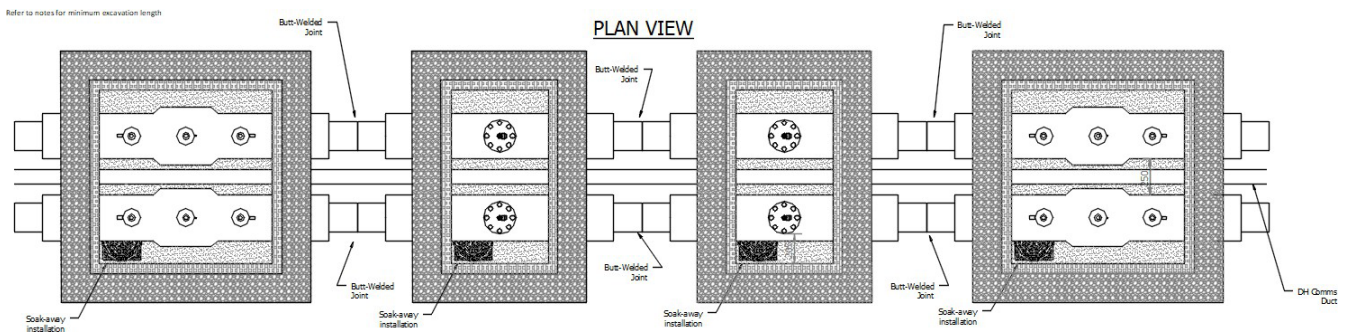 Refer to notes for minimum excavation length
PLAN VIEW
Butt-Welded
Joint
Butt-Welded
Joint
Butt-Welded
Joint
250
Butt-Welded
Joint
Butt-Welded
Joint
Butt-Welded
Joint
DH Comms
Duct
Soak-away
installation
Soak-away
installation
Soak-away
installation
Soak-away
installation